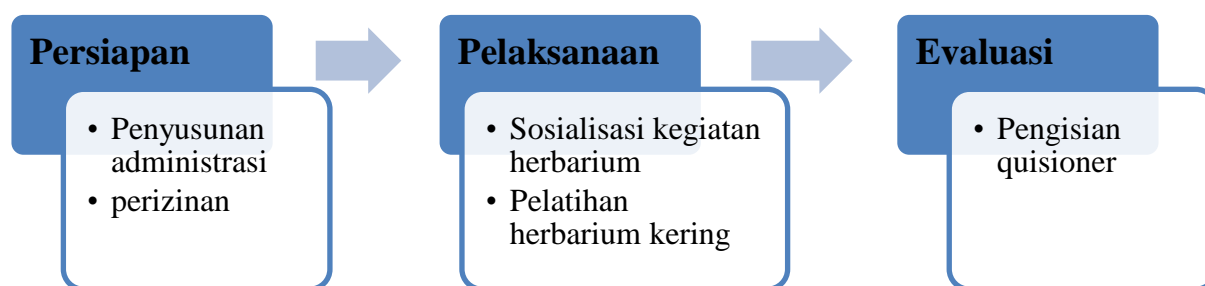 Persiapan
• Penyusunan
administrasi
• perizinan
Pelaksanaan
• Sosialisasi kegiatan
herbarium
• Pelatihan
herbarium kering
Evaluasi
• Pengisian
quisioner